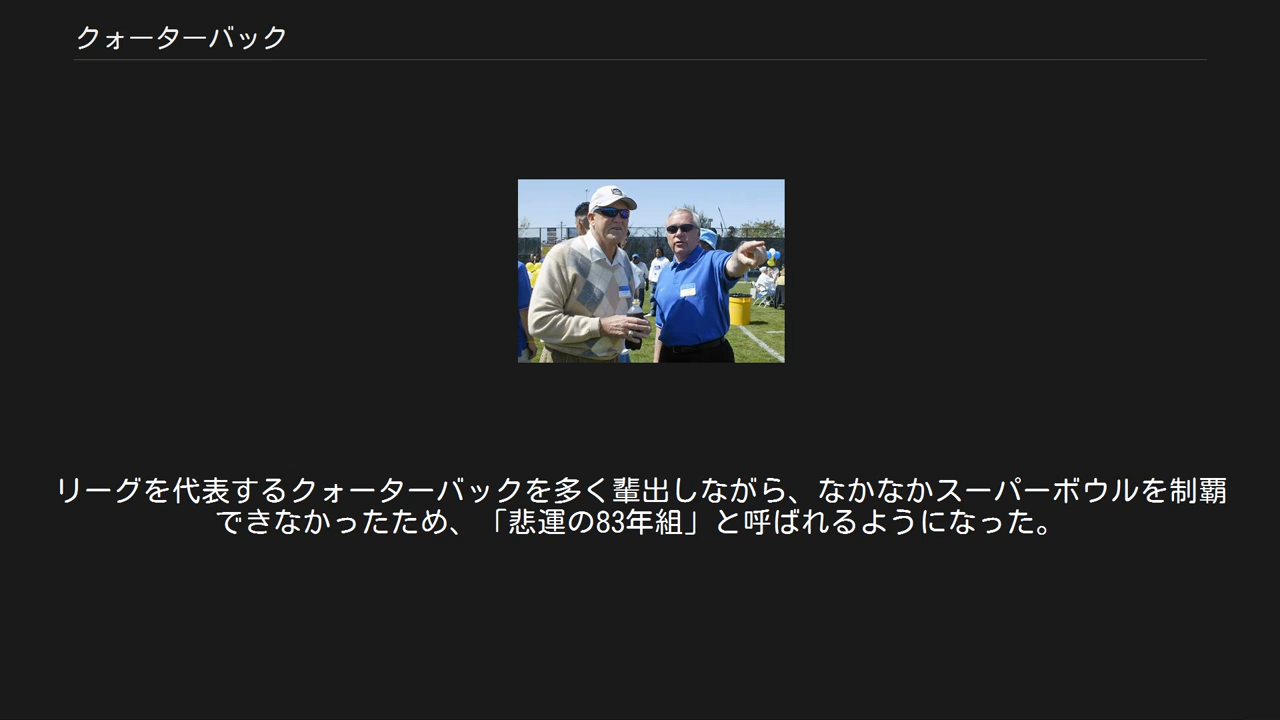 クォーターバック
リーグを代表するクォーターバックを多く輩出しながら、なかなかスーパーボウルを制覇
できなかったため、「悲運の83年組」と呼ばれるようになった。